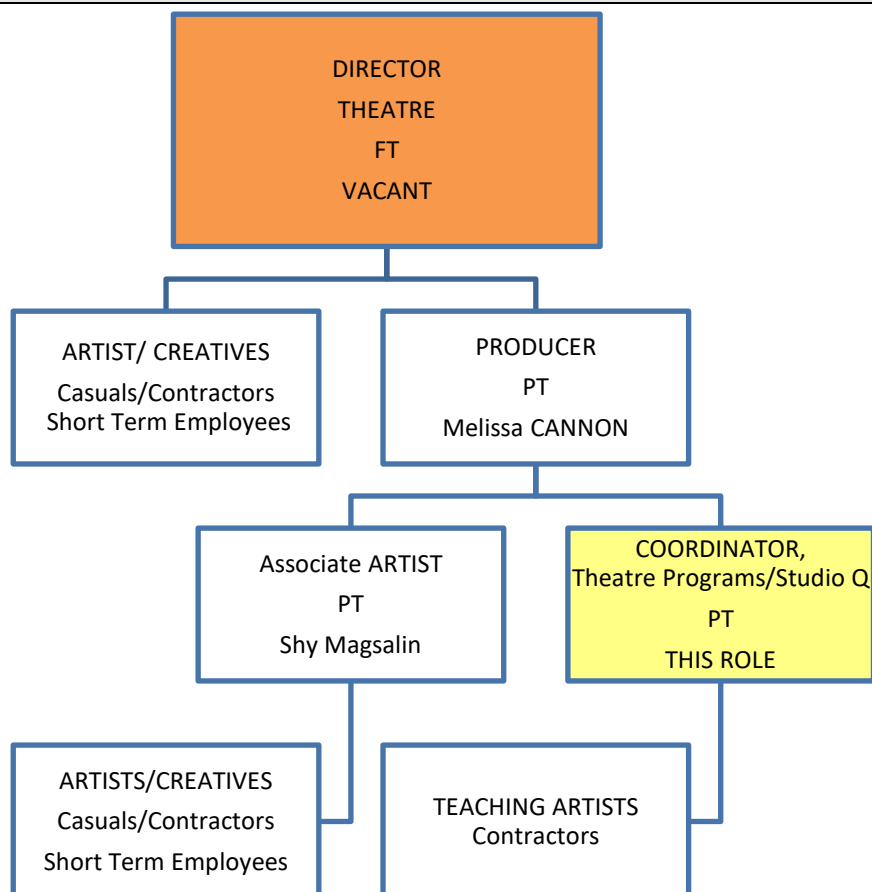 DIRECTOR
THEATRE
FT
VACANT
ARTIST/ CREATIVES
Casuals/Contractors
Short Term Employees
PRODUCER
PT
Melissa CANNON
Associate ARTIST
PT
Shy Magsalin
COORDINATOR,
Theatre Programs/Studio Q
PT
THIS ROLE
ARTISTS/CREATIVES
Casuals/Contractors
Short Term Employees
TEACHING ARTISTS
Contractors